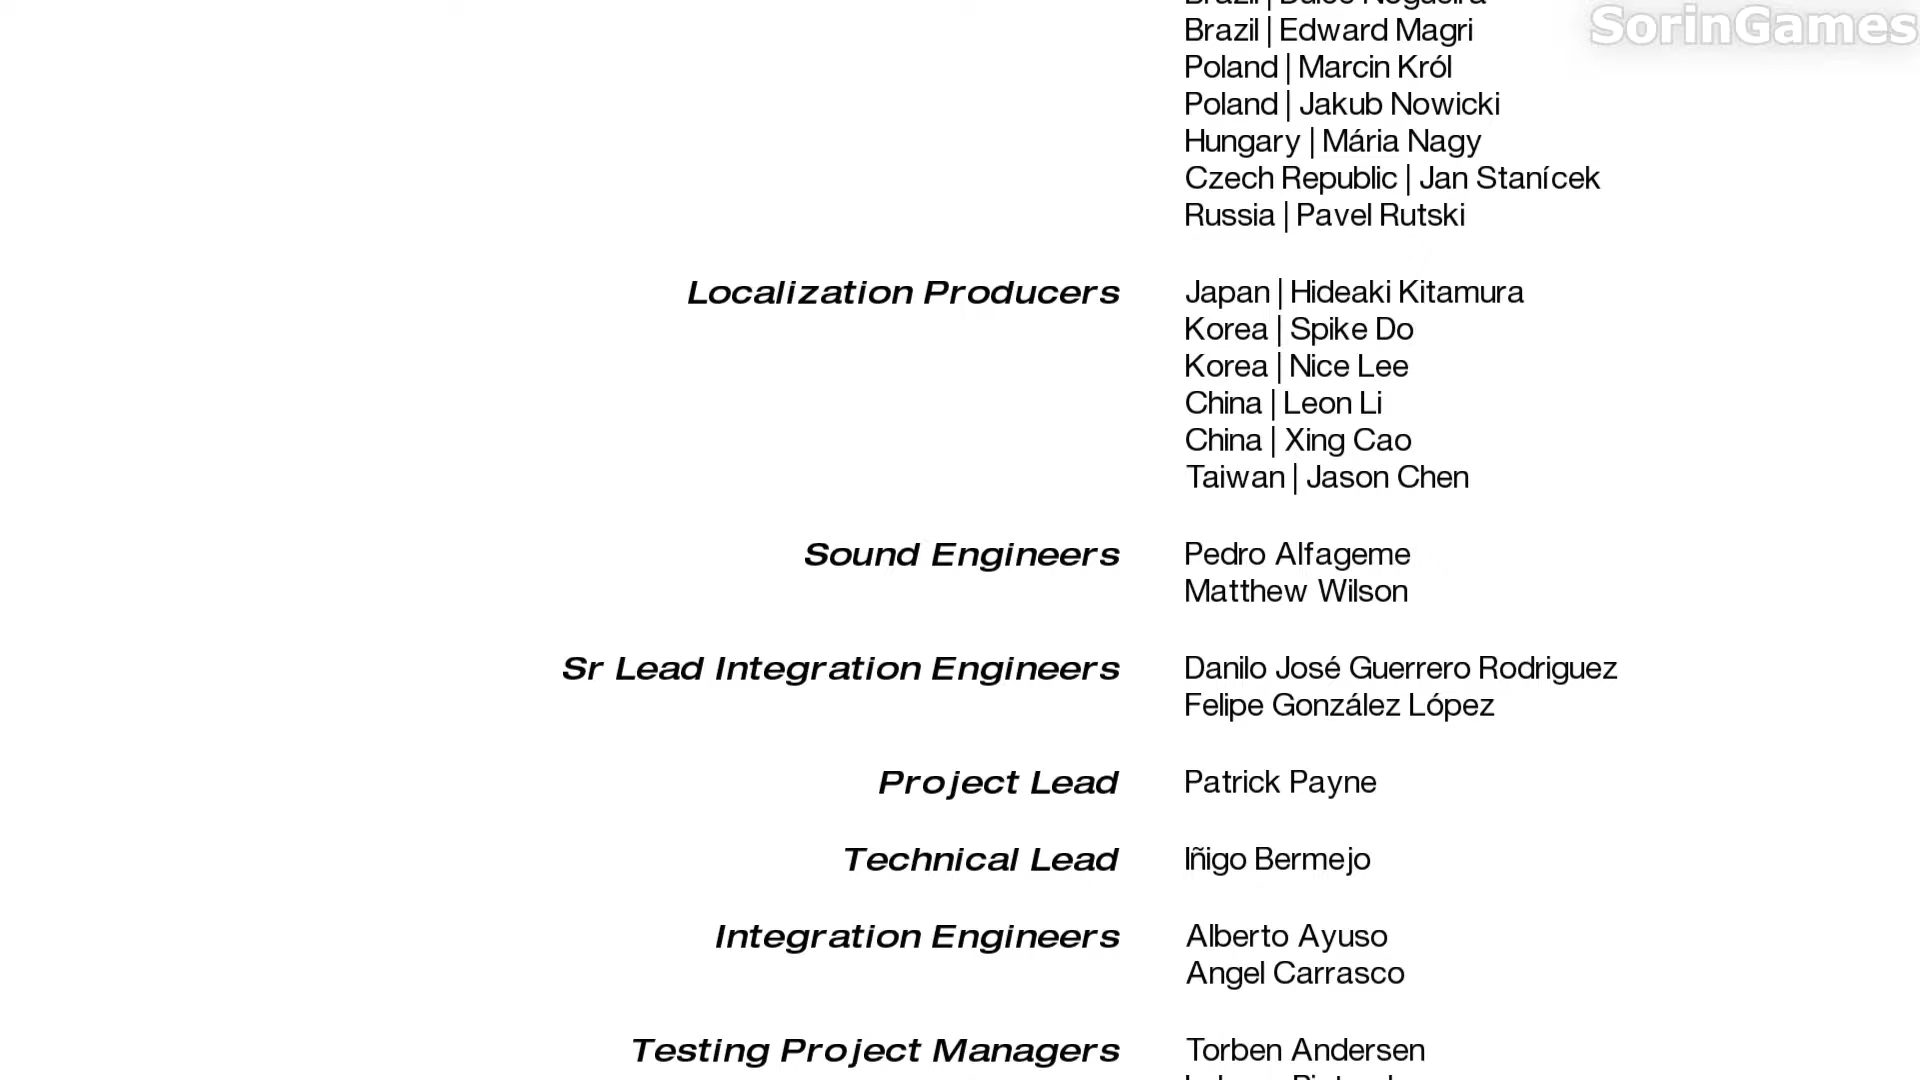 SorinGames
Brazil | Edward Magri
Poland | Marcin Król
Poland | Jakub Nowicki
Hungary | Mária Nagy
Czech Republic | Jan Stanícek
Russia | Pavel Rutski
Localization Producers Japan | Hideaki Kitamura
Korea | Spike Do
Korea | Nice Lee
China | Leon Li
China | Xing Cao
Taiwan | Jason Chen
Sound Engineers Pedro Alfageme
Matthew Wilson
Sr Lead Integration Engineers Danilo José Guerrero Rodriguez
Felipe González López
Project Lead Patrick Payne
Technical Lead Iñigo Bermejo
Integration Engineers Alberto Ayuso
Angel Carrasco
Testing Project Managers Torben Andersen